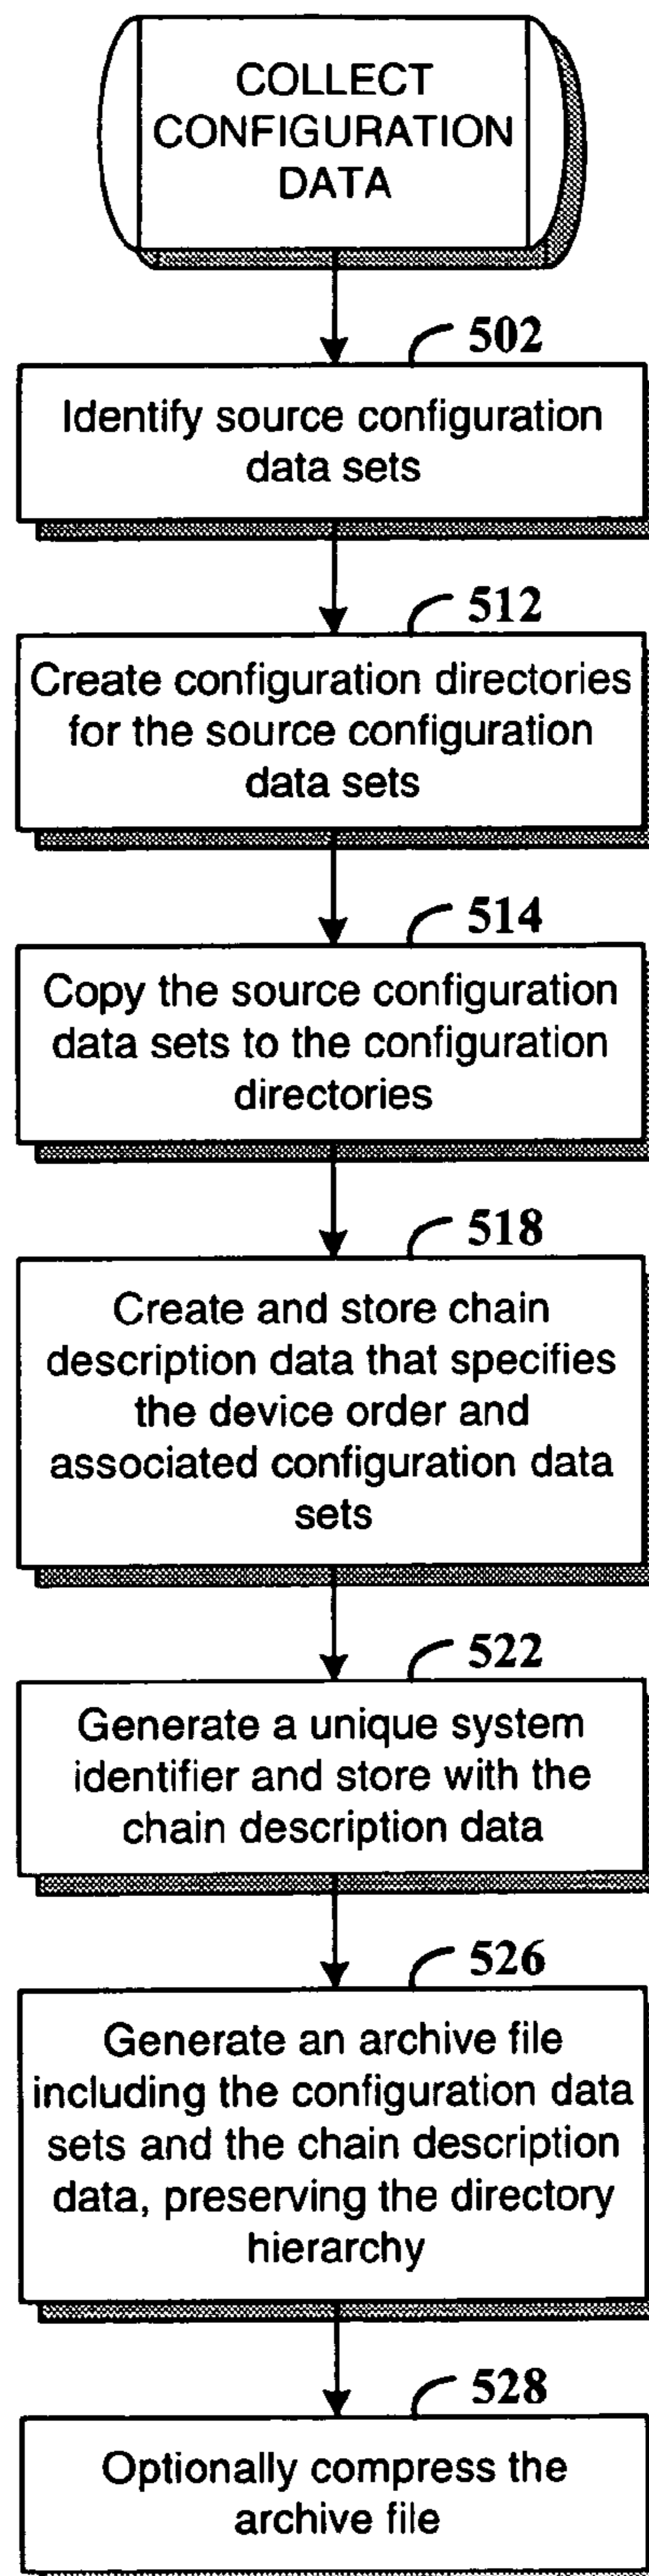 COLLECT
CONFIGURATION
DATA
502
Identify source configuration
data sets
512
Create configuration directories
for the source configuration
data sets
514
Copy the source configuration
data sets to the configuration
directories
518
Create and store chain
description data that specifies
the device order and
associated configuration data
sets
522
Generate a unique system
identifier and store with the
chain description data
526
Generate an archive file
including the configuration data
sets and the chain description
data, preserving the directory
hierarchy
528
Optionally compress the
archive file